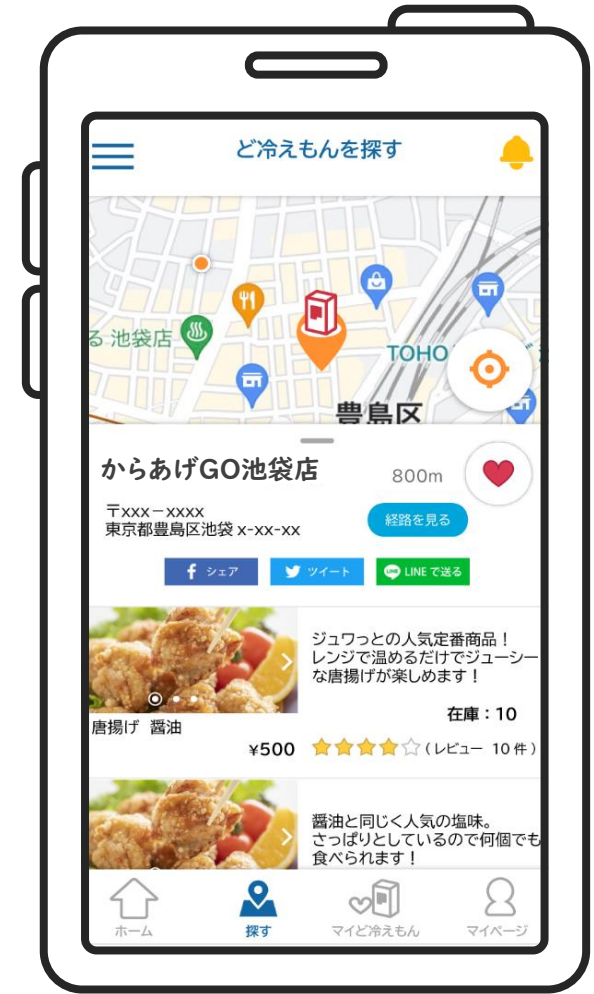 ど冷えもんを探す
る 池袋店
TOHO
豊島区
からあげGO池袋店
800m
〒xxx－xxxx
東京都豊島区池袋 x-xx-xx
経路を見る
シェア
ツイート
LINE
LINEで送る
ジュワっとの人気定番商品！
レンジで温めるだけでジューシー
な唐揚げが楽しめます！
在庫：10
唐揚げ 醤油
¥500
（レビュー 10件）
醤油と同じく人気の塩味。
さっぱりとしているので何個でも
食べられます！
ホーム
探す
マイど冷えもん
マイページ